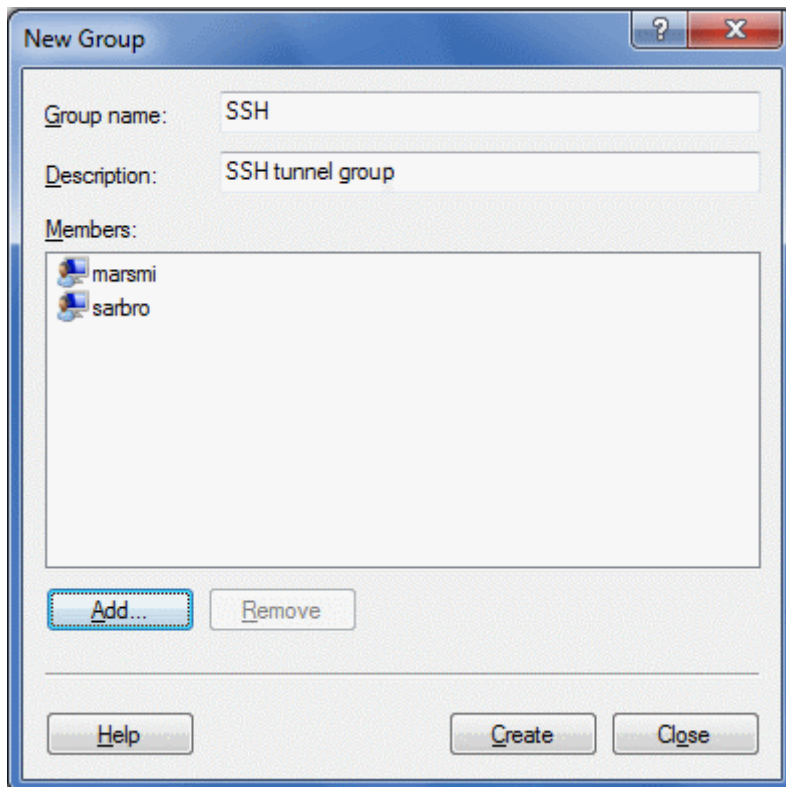 New Group
Group name: SSH
Description: SSH tunnel group
Members:
marsmi
sarbro
Add... Remove
Help Create Close